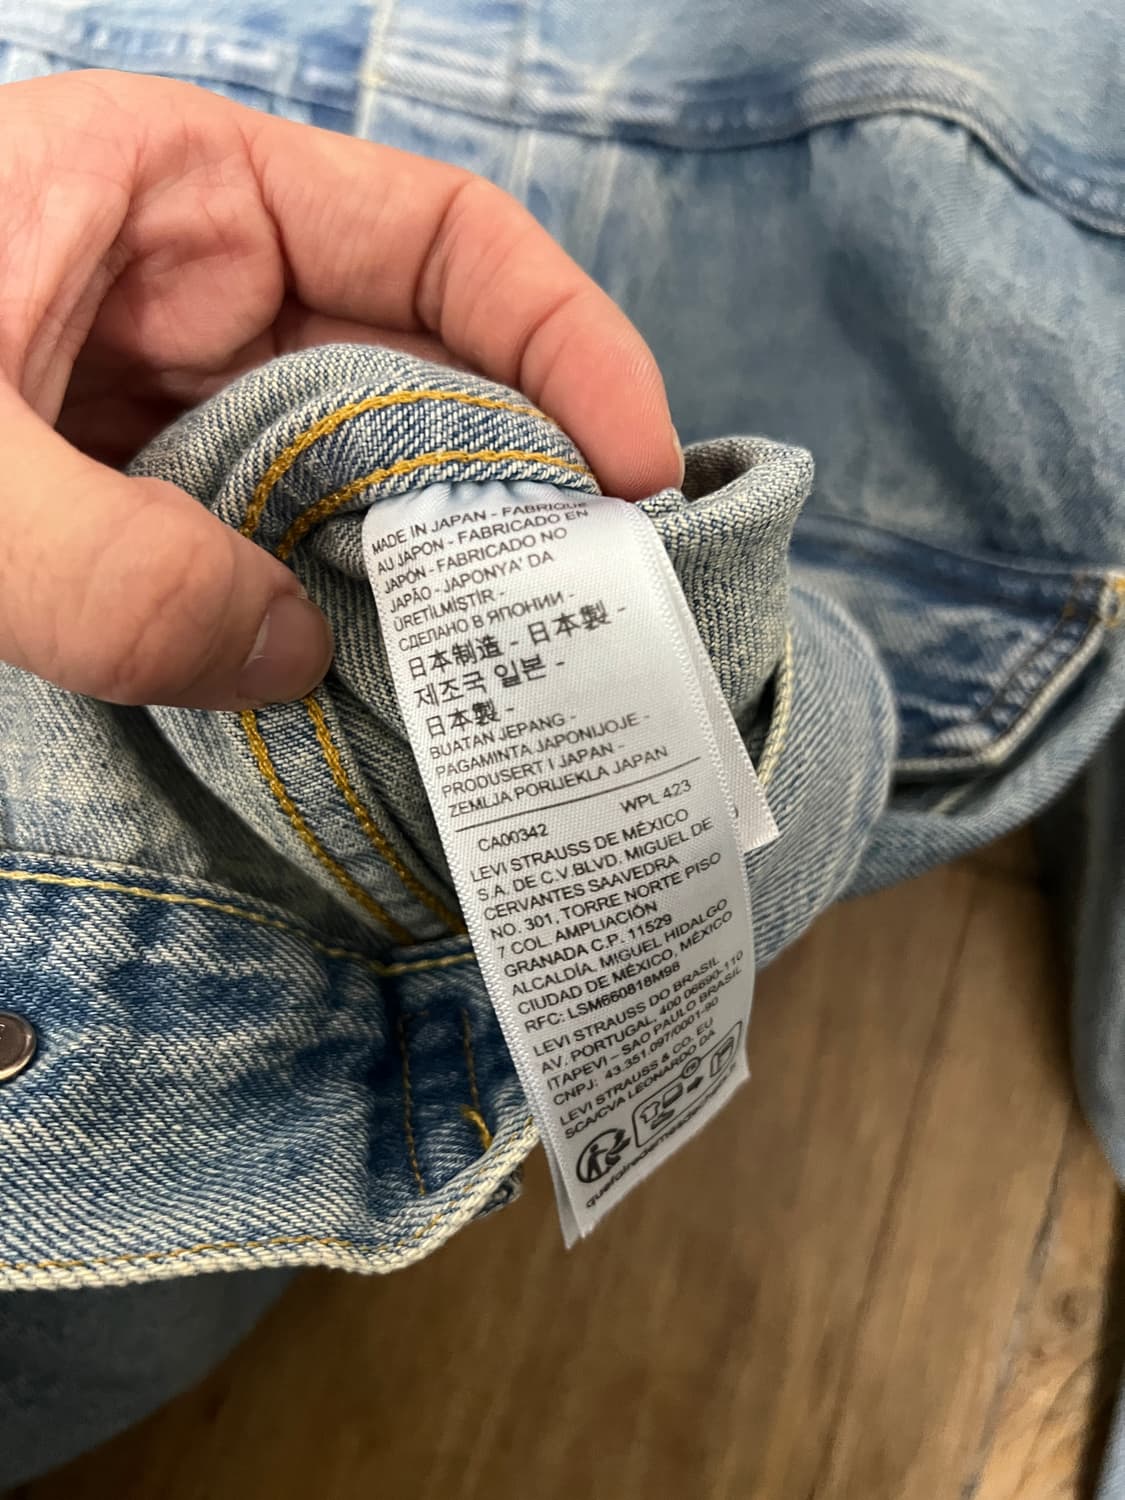 MADE IN JAPAN - FABRIQUÉ
AU JAPON - FABRICADO EN
JAPÓN - FABRICADO NO
JAPÃO - JAPONYA' DA
ÜRETİLMİŞTİR -
СДЕЛАНО В ЯПОНИИ -
日本制造 - 日本製 -
제조국 일본 -
日本製 -
BUATAN JEPANG -
PAGAMINTA JAPONIJOJE -
PRODUSERT I JAPAN -
ZEMLJA PORIJEKLA JAPAN
CA00342 WPL 423
LEVI STRAUSS DE MÉXICO
S.A. DE C.V BLVD. MIGUEL DE
CERVANTES SAAVEDRA
NO. 301, TORRE NORTE PISO
7 COL. AMPLIACIÓN
GRANADA C.P. 11529
ALCALDÍA. MIGUEL HIDALGO
CIUDAD DE MÉXICO, MÉXICO
RFC: LSM660818M98
LEVI STRAUSS DO BRASIL
AV. PORTUGAL, 400 06690-110
ITAPEVI – SAO PAULO BRASIL
CNPJ: 43.351.097/0001-90
LEVI STRAUSS & CO. EU
SCA/CVA LEONARDO DA